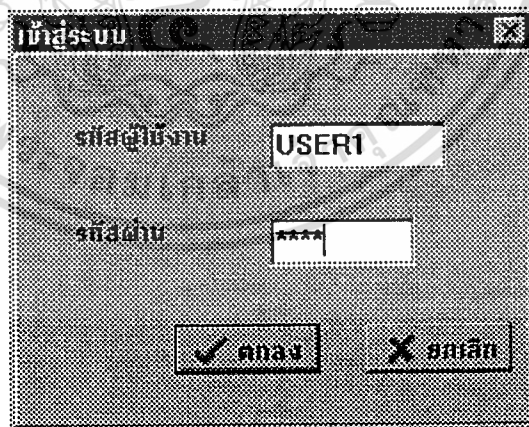 เข้าสู่ระบบ
รหัสผู้ใช้งาน USER1
รหัสผ่าน ****
ตกลง ยกเลิก